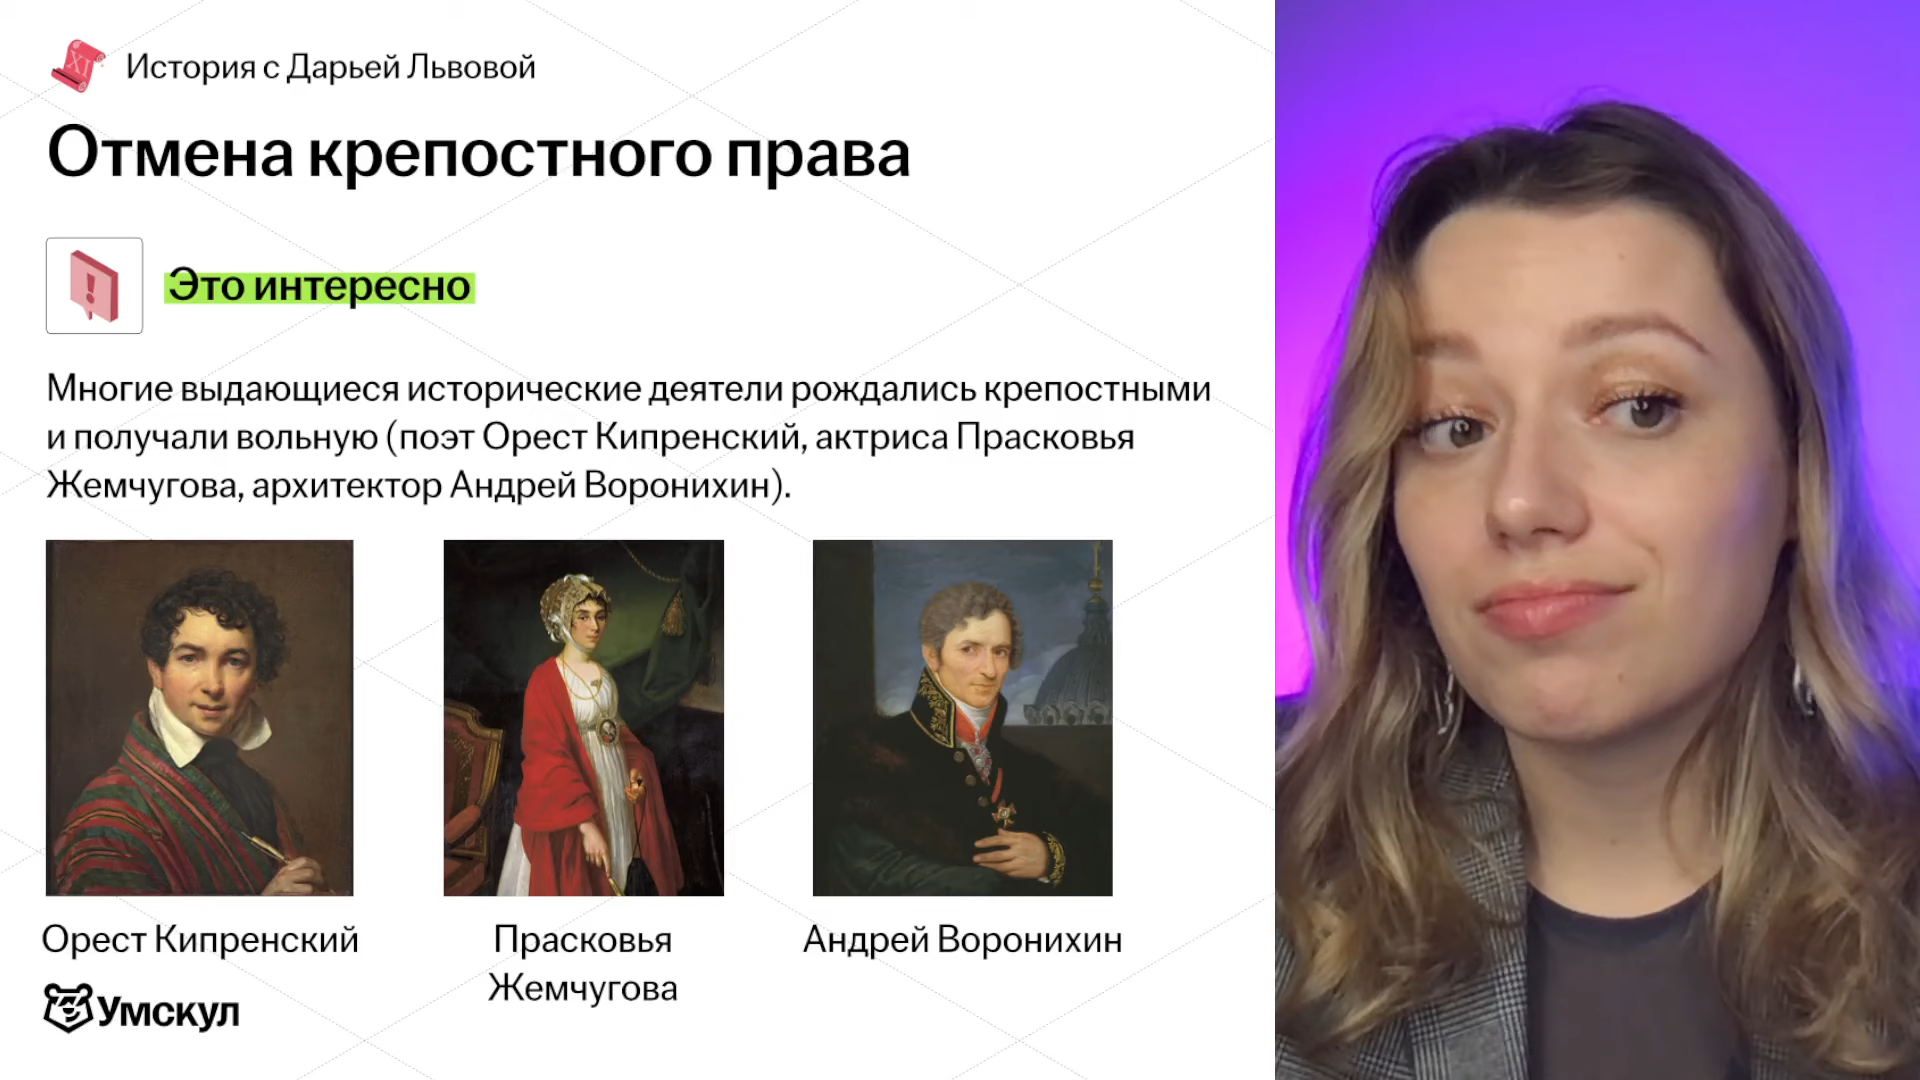 История с Дарьей Львовой
Отмена крепостного права
Это интересно
Многие выдающиеся исторические деятели рождались крепостными
и получали вольную (поэт Орест Кипренский, актриса Прасковья
Жемчугова, архитектор Андрей Воронихин).
Орест Кипренский
Прасковья
Жемчугова
Андрей Воронихин
Умскул